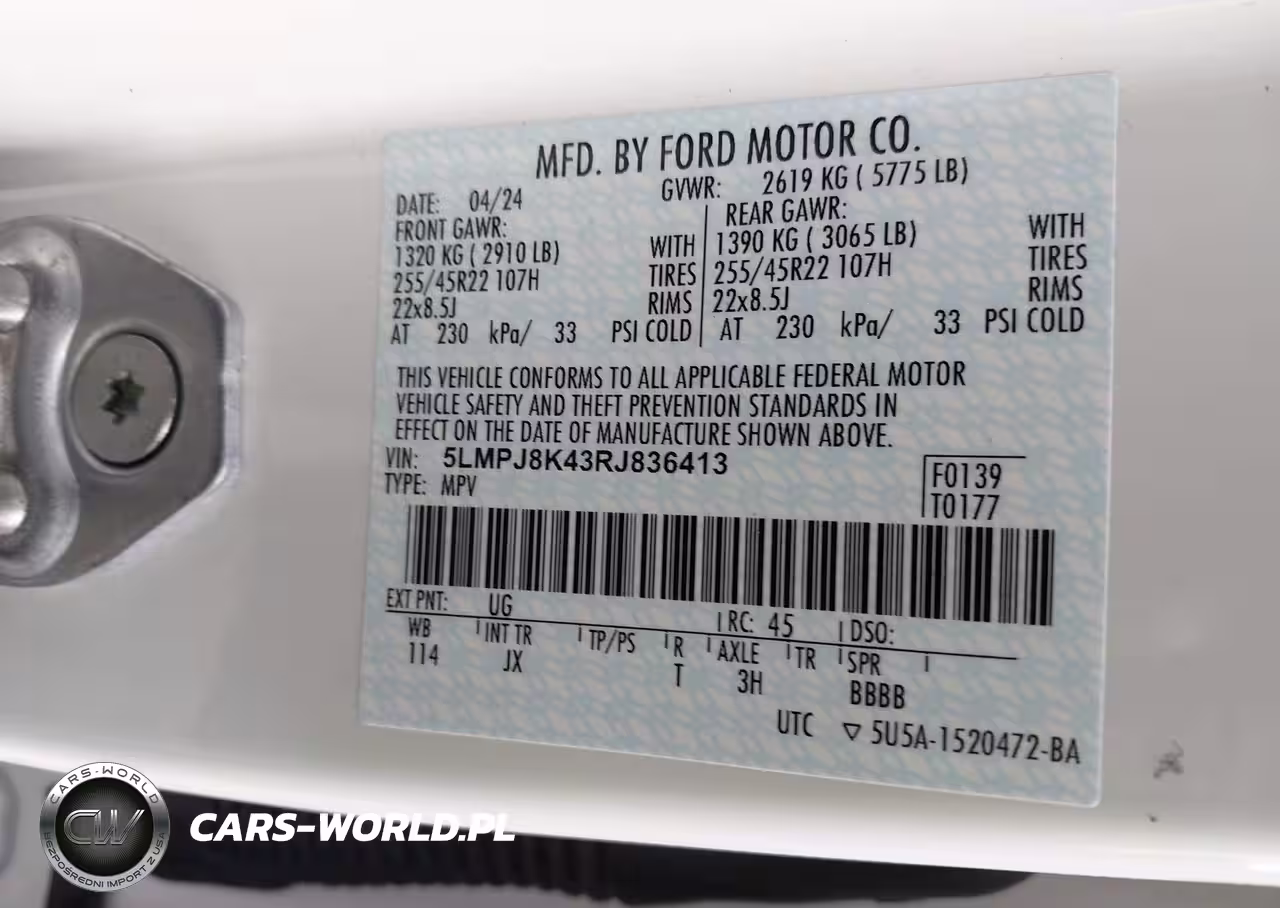 MFD. BY FORD MOTOR CO.
DATE: 04/24 GVWR: 2619 KG ( 5775 LB)
FRONT GAWR:
1320 KG ( 2910 LB) WITH
255/45R22 107H TIRES
22x8.5J RIMS
AT 230 kPa/ 33 PSI COLD
REAR GAWR: WITH
1390 KG ( 3065 LB) TIRES
255/45R22 107H RIMS
22x8.5J
AT 230 kPa/ 33 PSI COLD
THIS VEHICLE CONFORMS TO ALL APPLICABLE FEDERAL MOTOR
VEHICLE SAFETY AND THEFT PREVENTION STANDARDS IN
EFFECT ON THE DATE OF MANUFACTURE SHOWN ABOVE.
VIN: 5LMPJ8K43RJ836413
TYPE: MPV
F0139
T0177
EXT PNT: UG RC: 45 DSO:
WB INT TR TP/PS R AXLE TR SPR
114 JX T 3H BBBB
UTC ▽ 5U5A-1520472-BA
CARS-WORLD
CW
BEZPOŚREDNI IMPORT Z USA
CARS-WORLD.PL